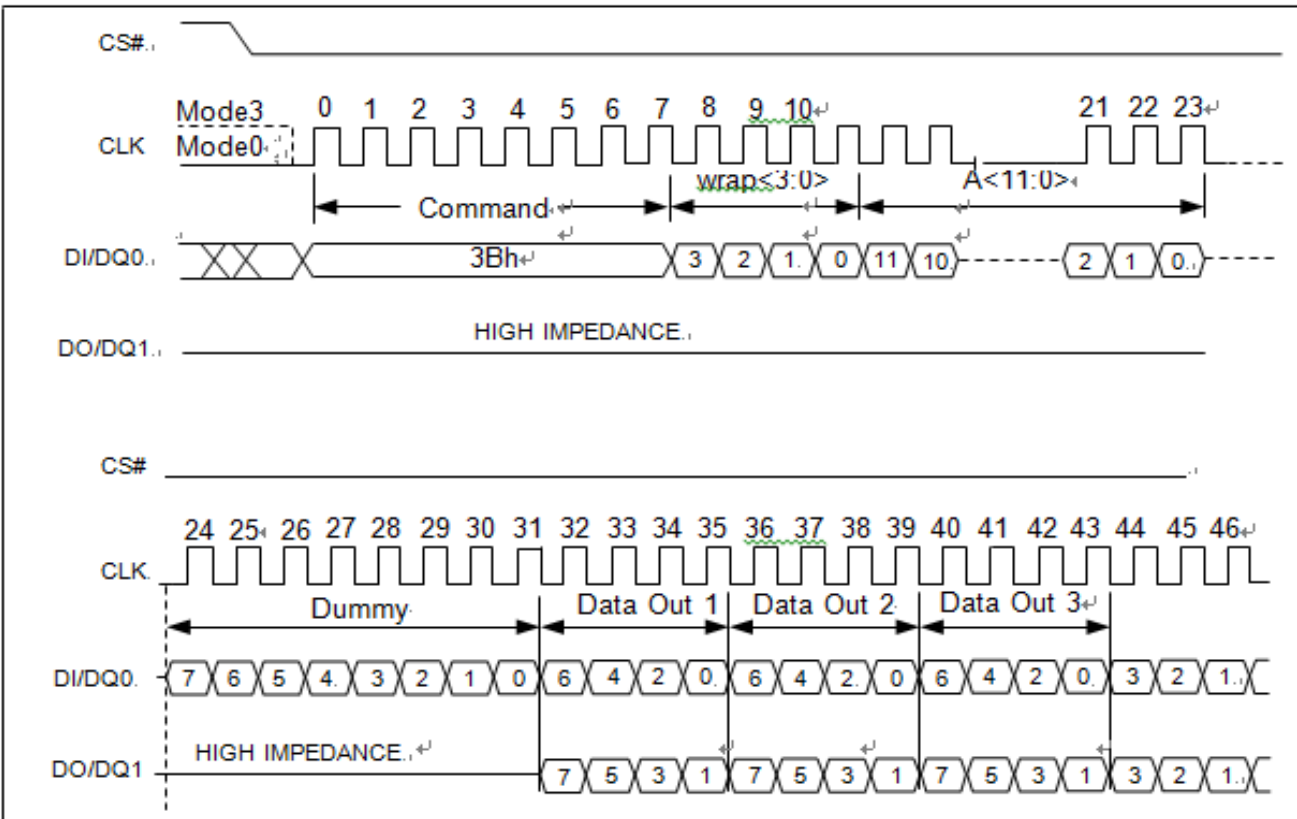 CS#
Mode3 0 1 2 3 4 5 6 7 8 9 10 21 22 23
CLK Mode0
wrap<3:0> A<11:0>
Command
DI/DQ0 3Bh 3 2 1 0 11 10 2 1 0
HIGH IMPEDANCE
DO/DQ1
CS#
24 25 26 27 28 29 30 31 32 33 34 35 36 37 38 39 40 41 42 43 44 45 46
CLK
Dummy Data Out 1 Data Out 2 Data Out 3
DI/DQ0 7 6 5 4 3 2 1 0 6 4 2 0 6 4 2 0 6 4 2 0 3 2 1
HIGH IMPEDANCE
DO/DQ1 7 5 3 1 7 5 3 1 7 5 3 1 3 2 1